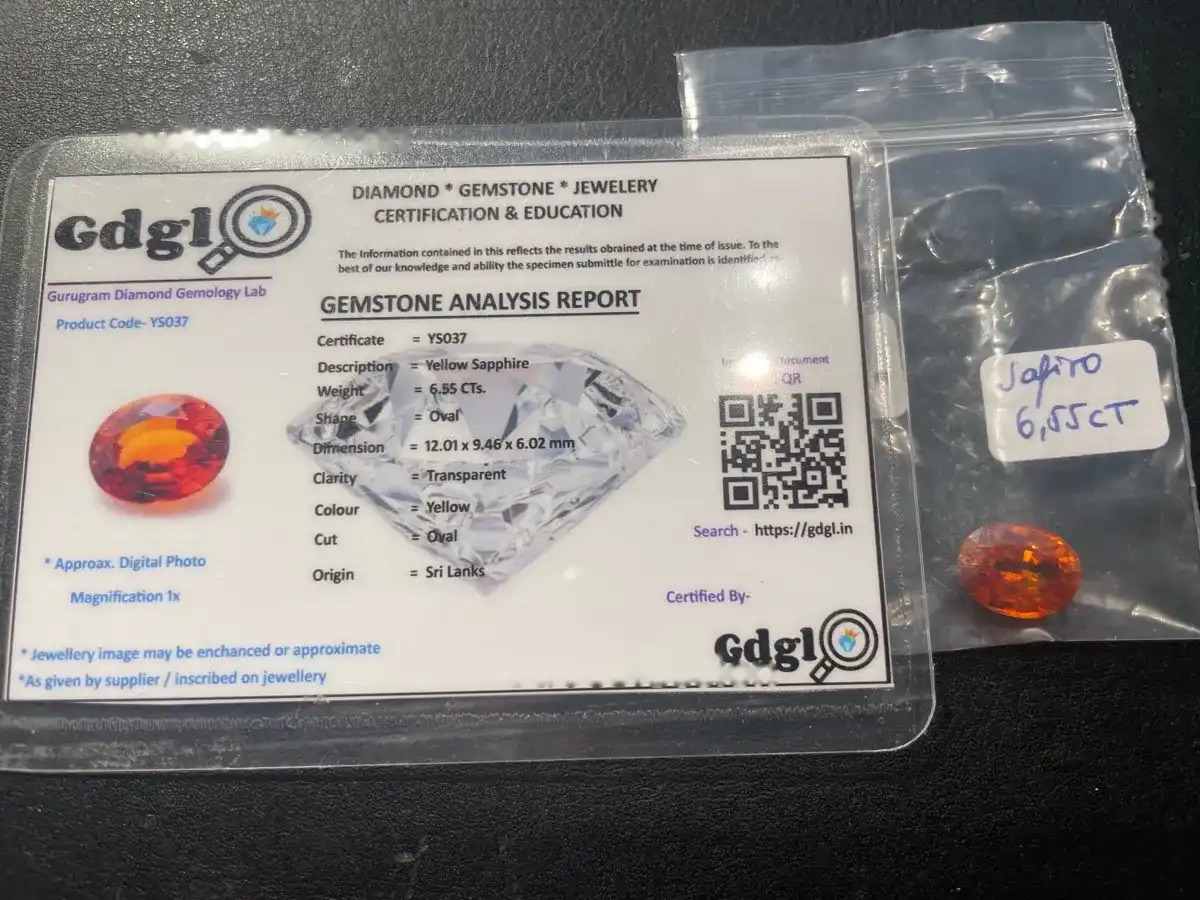 Gdgl
Gurugram Diamond Gemology Lab
Product Code- YS037
DIAMOND * GEMSTONE * JEWELERY
CERTIFICATION & EDUCATION
The Information contained in this reflects the results obrained at the time of issue. To the
best of our knowledge and ability the specimen submittle for examination is identified
GEMSTONE ANALYSIS REPORT
Certificate = YS037
Description = Yellow Sapphire
Weight = 6.55 CTs.
Shape = Oval
Dimension = 12.01 x 9.46 x 6.02 mm
Clarity = Transparent
Colour = Yellow
Cut = Oval
Origin = Sri Lanks
* Approax. Digital Photo
Magnification 1x
* Jewellery image may be enchanced or approximate
*As given by supplier / inscribed on jewellery
QR
Search - https://gdgl.in
Certified By-
Gdgl
Safiro
6,55 CT